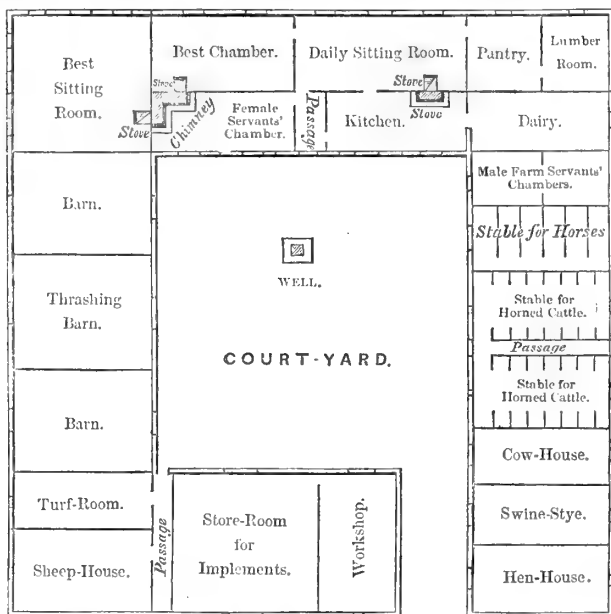 Best
Sitting
Room.
Best Chamber.
Daily Sitting Room.
Pantry.
Lumber
Room.
Stove
Stove
Chimney
Female
Servants'
Chamber.
Passage
Kitchen.
Stove
Stove
Dairy.
Male Farm Servants'
Chambers.
Stable for Horses
Stable for
Horned Cattle.
Passage
Stable for
Horned Cattle.
Cow-House.
Swine-Stye.
Hen-House.
Barn.
Thrashing
Barn.
Barn.
Turf-Room.
Sheep-House.
WELL.
COURT-YARD.
Passage
Store-Room
for
Implements.
Workshop.